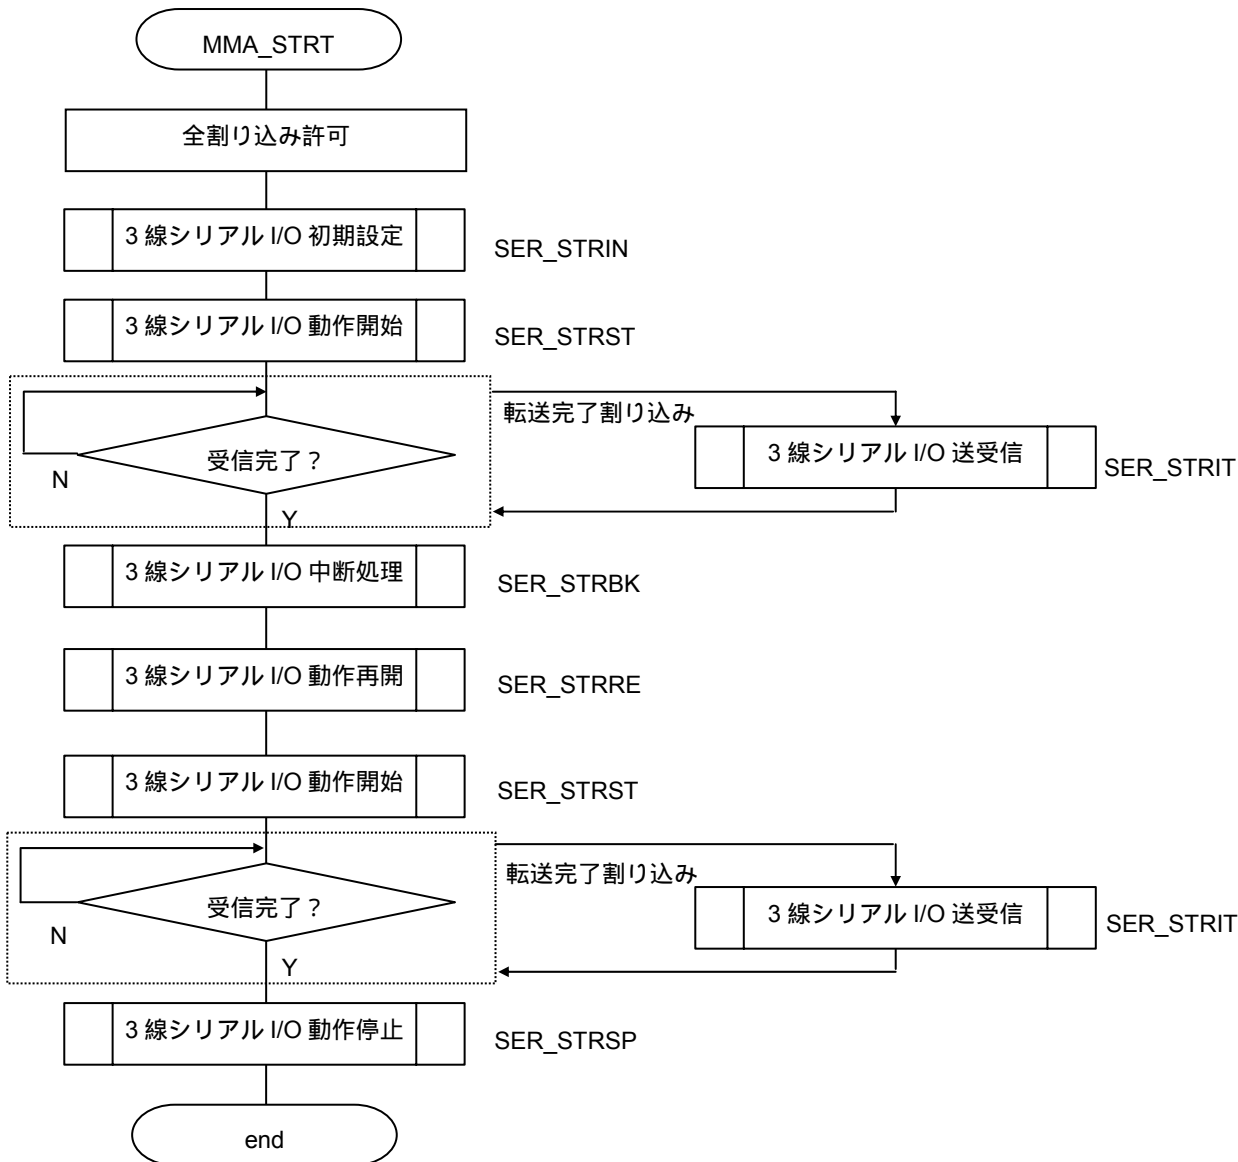 MMA_STRT
全割り込み許可
3 線シリアル I/O 初期設定
SER_STRIN
3 線シリアル I/O 動作開始
SER_STRST
転送完了割り込み
受信完了？
3 線シリアル I/O 送受信
SER_STRIT
N
Y
3 線シリアル I/O 中断処理
SER_STRBK
3 線シリアル I/O 動作再開
SER_STRRE
3 線シリアル I/O 動作開始
SER_STRST
転送完了割り込み
受信完了？
3 線シリアル I/O 送受信
SER_STRIT
N
Y
3 線シリアル I/O 動作停止
SER_STRSP
end